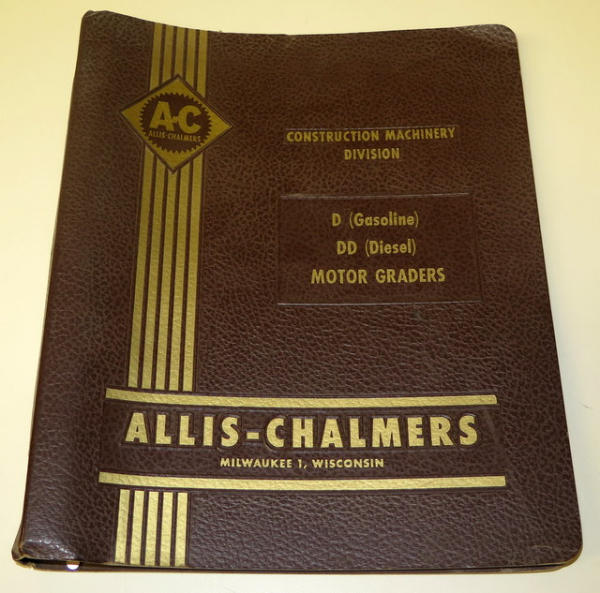 A-C
ALLIS-CHALMERS
CONSTRUCTION MACHINERY
DIVISION
D (Gasoline)
DD (Diesel)
MOTOR GRADERS
ALLIS-CHALMERS
MILWAUKEE 1, WISCONSIN